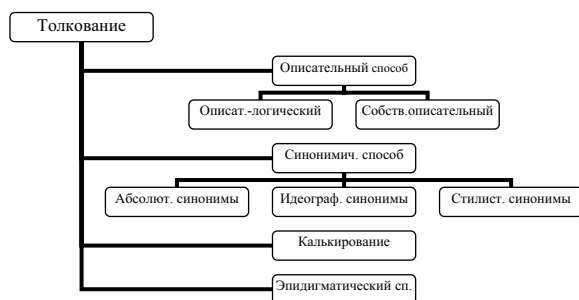 Толкование
Описательный способ
Описат.-логический
Собств.описательный
Синонимич. способ
Абсолют. синонимы
Идеограф. синонимы
Стилист. синонимы
Калькирование
Эпидигматический сп.